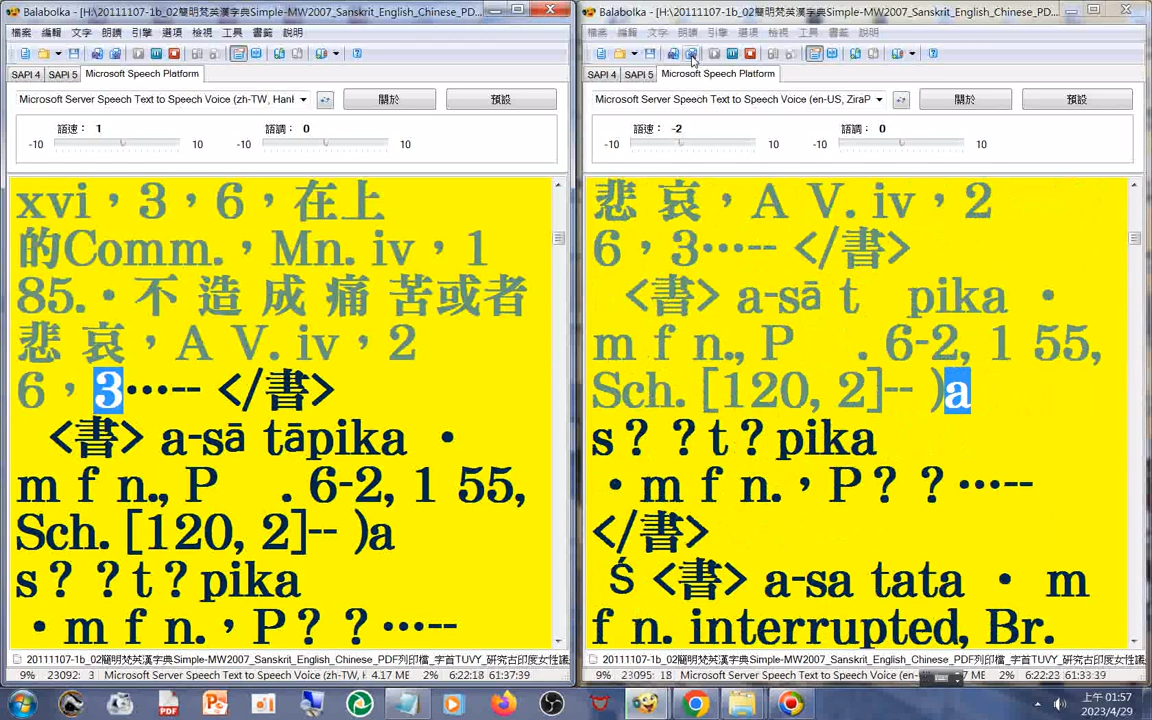 Balabolka - [H:\20111107-1b_02簡明梵英漢字典Simple-MW2007_Sanskrit_English_Chinese_PD...
檔案 編輯 文字 朗讀 引擎 選項 檢視 工具 書籤 說明
SAPI 4 SAPI 5 Microsoft Speech Platform
Microsoft Server Speech Text to Speech Voice (zh-TW, Hanl
關於 預設
語速： 1 語調： 0
-10 10 -10 10
xvi，3，6，在上
的Comm.，Mn. iv，1
85.‧不 造 成 痛 苦或者
悲 哀，A V. iv，2
6，3…-- </書>
<書> a-sā tāpika ‧
m f n., P . 6-2, 1 55,
Sch. [120, 2]-- )a
s？？t？pika
‧m f n.，P？？…--
20111107-1b_02簡明梵英漢字典Simple-MW2007_Sanskrit_English_Chinese_PDF列印檔_字首TUVY_研究古印度女性議
9% 23092: 3 Microsoft Server Speech Text to Speech Voice (zh-TW, H 4.17 ME 2% 6:22:18 61:37:39
Balabolka - [H:\20111107-1b_02簡明梵英漢字典Simple-MW2007_Sanskrit_English_Chinese_PDF...
檔案 編輯 文字 朗讀 引擎 選項 檢視 工具 書籤 說明
SAPI 4 SAPI 5 Microsoft Speech Platform
Microsoft Server Speech Text to Speech Voice (en-US, ZiraP
關於 預設
語速： -2 語調： 0
-10 10 -10 10
悲 哀，A V. iv，2
6，3…-- </書>
<書> a-sā t pika ‧
m f n., P . 6-2, 1 55,
Sch. [120, 2]-- )a
s？？t？pika
‧m f n.，P？？…--
</書>
Ś <書> a-sa tata ‧ m
f n. interrupted, Br.
20111107-1b_02簡明梵英漢字典Simple-MW2007_Sanskrit_English_Chinese_PDF列印檔_字首TUVY_研究古印度女性議
9% 23095: 18 Microsoft Server Speech Text to Speech Voice (en-u 7 ME 2% 6:22:23 61:33:39
上午 01:57
2023/4/29